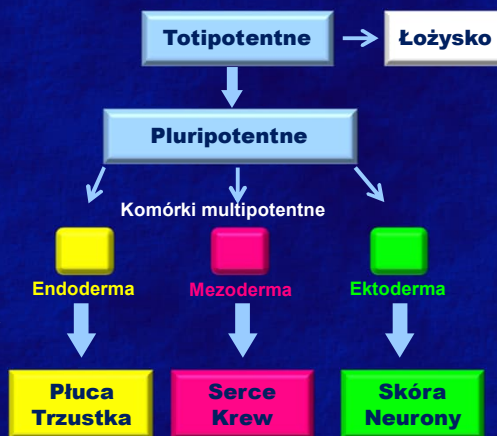 Totipotentne
Łożysko
Pluripotentne
Komórki multipotentne
Endoderma
Mezoderma
Ektoderma
Płuca
Trzustka
Serce
Krew
Skóra
Neurony